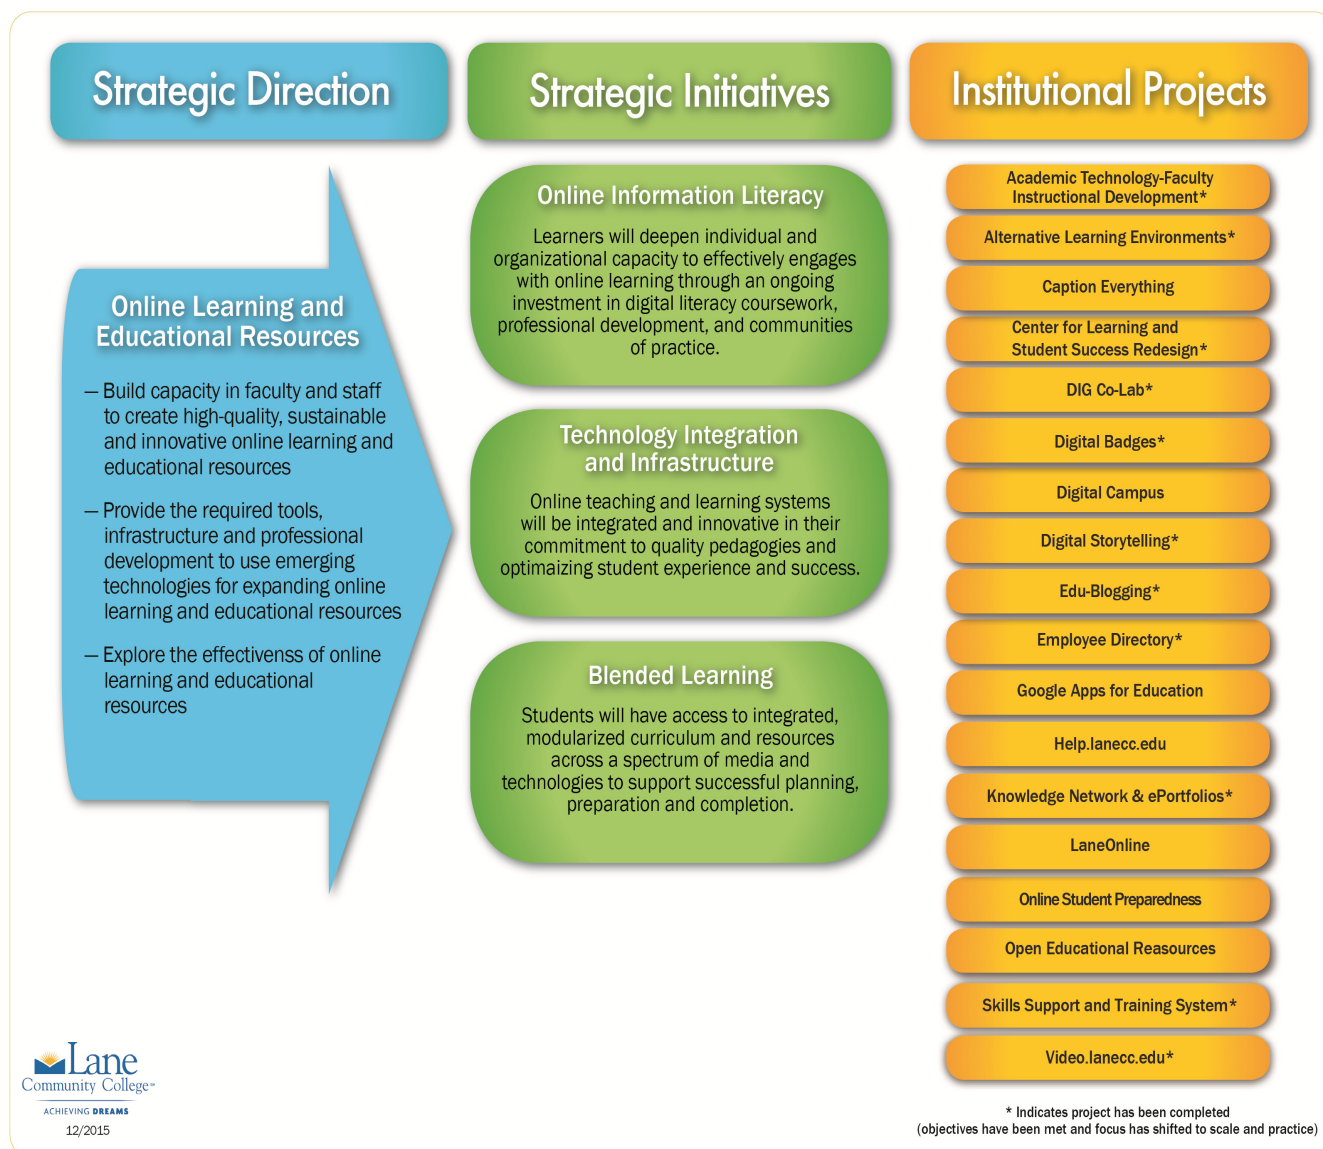 Strategic Direction
Online Learning and
Educational Resources
— Build capacity in faculty and staff
to create high-quality, sustainable
and innovative online learning and
educational resources
— Provide the required tools,
infrastructure and professional
development to use emerging
technologies for expanding online
learning and educational resources
— Explore the effectivenss of online
learning and educational
resources
Strategic Initiatives
Online Information Literacy
Learners will deepen individual and
organizational capacity to effectively engages
with online learning through an ongoing
investment in digital literacy coursework,
professional development, and communities
of practice.
Technology Integration
and Infrastructure
Online teaching and learning systems
will be integrated and innovative in their
commitment to quality pedagogies and
optimaizing student experience and success.
Blended Learning
Students will have access to integrated,
modularized curriculum and resources
across a spectrum of media and
technologies to support successful planning,
preparation and completion.
Institutional Projects
Academic Technology-Faculty
Instructional Development*
Alternative Learning Environments*
Caption Everything
Center for Learning and
Student Success Redesign*
DIG Co-Lab*
Digital Badges*
Digital Campus
Digital Storytelling*
Edu-Blogging*
Employee Directory*
Google Apps for Education
Help.lanecc.edu
Knowledge Network & ePortfolios*
LaneOnline
Online Student Preparedness
Open Educational Reasources
Skills Support and Training System*
Video.lanecc.edu*
* Indicates project has been completed
(objectives have been met and focus has shifted to scale and practice)
Lane
Community College
ACHIEVING DREAMS
12/2015